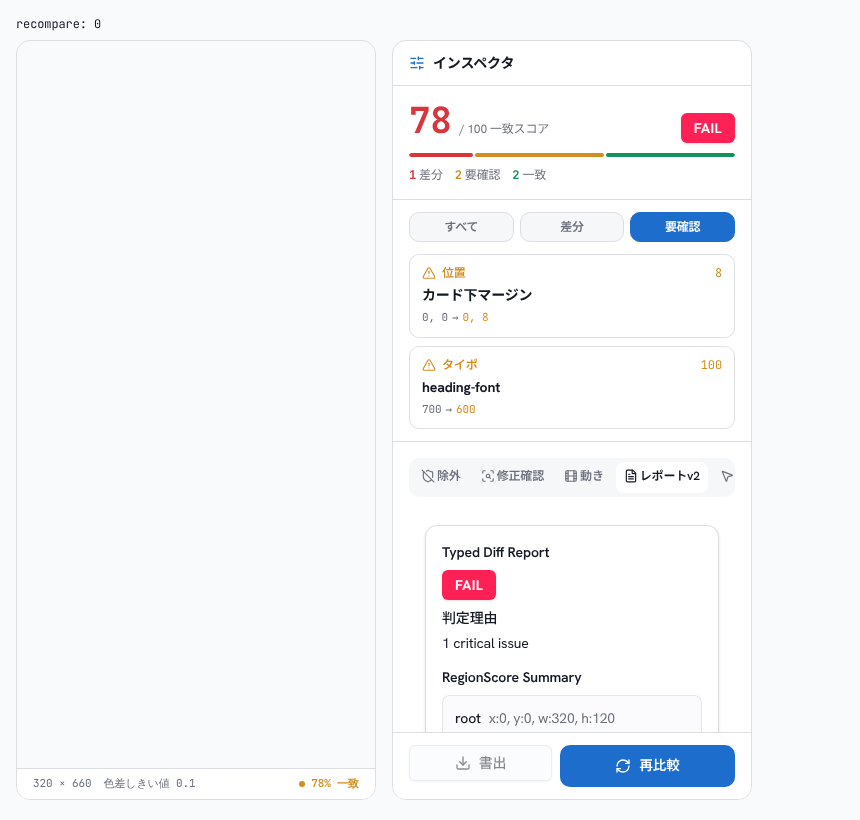 recompare: 0
320 × 660 色差しきい値 0.1
78% 一致
インスペクタ
78 / 100 一致スコア
FAIL
1 差分 2 要確認 2 一致
すべて 差分 要確認
位置 8
カード下マージン
0, 0→0, 8
タイポ 100
heading-font
700→600
除外 修正確認 動き レポートv2
Typed Diff Report
FAIL
判定理由
1 critical issue
RegionScore Summary
root x:0, y:0, w:320, h:120
書出 再比較